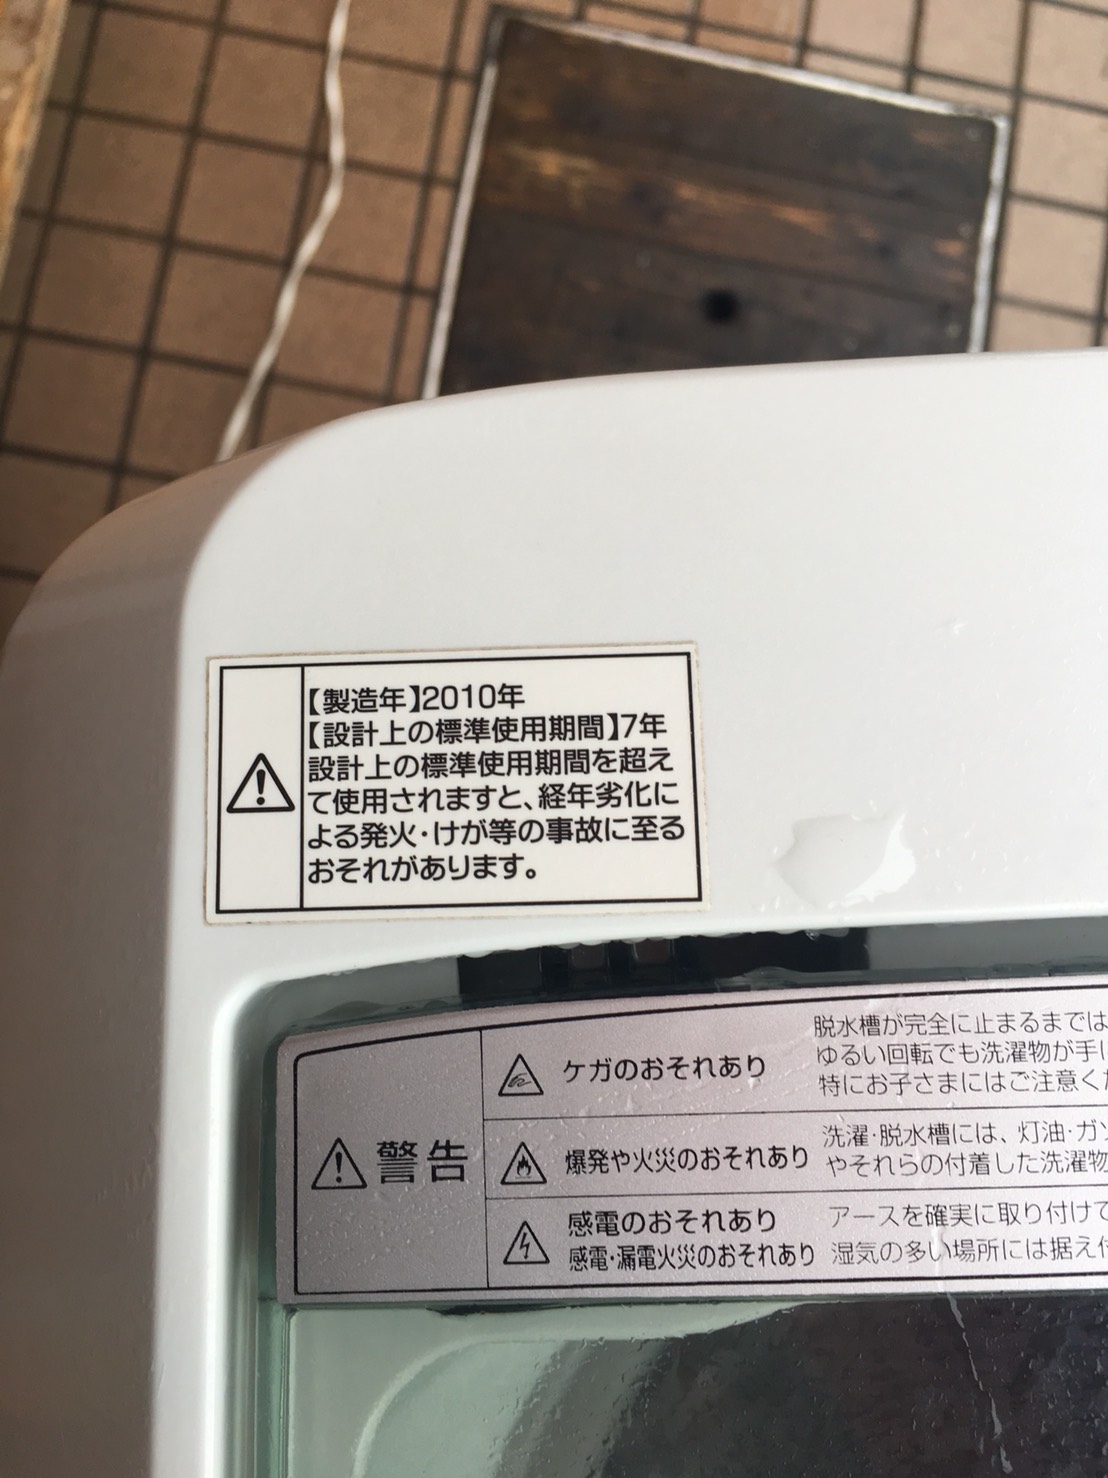 【製造年】2010年
【設計上の標準使用期間】7年
設計上の標準使用期間を超え
て使用されますと、経年劣化に
よる発火・けが等の事故に至る
おそれがあります。
警告
ケガのおそれあり
脱水槽が完全に止まるまでは
ゆるい回転でも洗濯物が手に
特にお子さまにはご注意くだ
爆発や火災のおそれあり
洗濯・脱水槽には、灯油・ガソ
やそれらの付着した洗濯物
感電のおそれあり
感電・漏電火災のおそれあり
アースを確実に取り付けて
湿気の多い場所には据え付